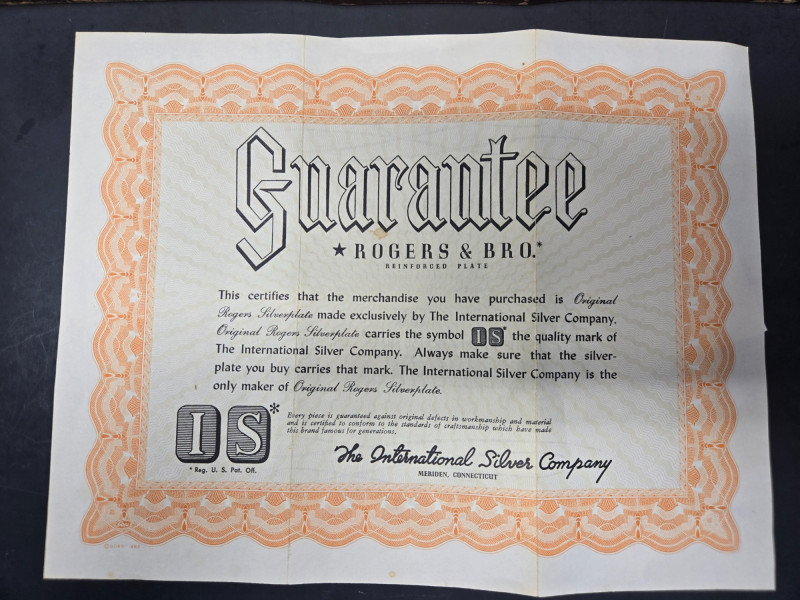 Guarantee
★ ROGERS & BRO.*
REINFORCED PLATE
This certifies that the merchandise you have purchased is Original
Rogers Silverplate made exclusively by The International Silver Company.
Original Rogers Silverplate carries the symbol IS* the quality mark of
The International Silver Company. Always make sure that the silver-
plate you buy carries that mark. The International Silver Company is the
only maker of Original Rogers Silverplate.
IS*
* Reg. U. S. Pat. Off.
Every piece is guaranteed against original defects in workmanship and material
and is certified to conform to the standards of craftsmanship which have made
this brand famous for generations.
The International Silver Company
MERIDEN, CONNECTICUT